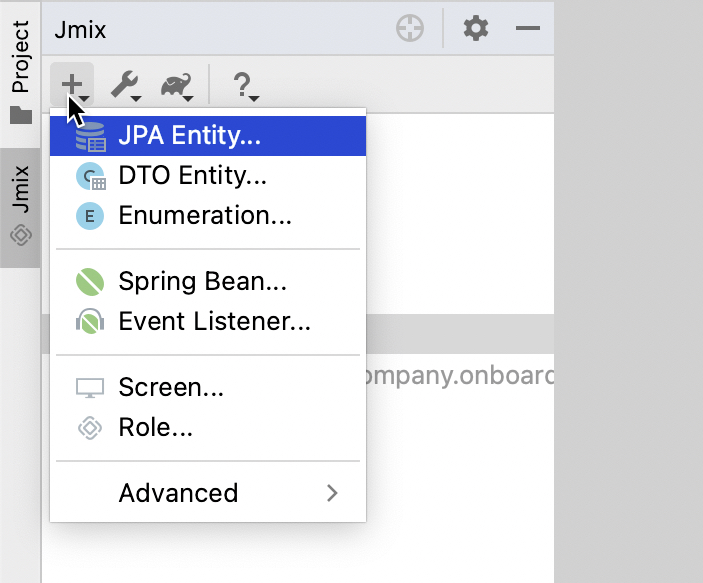 Project
Jmix
Jmix
?
JPA Entity...
C
DTO Entity...
E
Enumeration...
Spring Bean...
Event Listener...
ompany.onboard
Screen...
Role...
Advanced